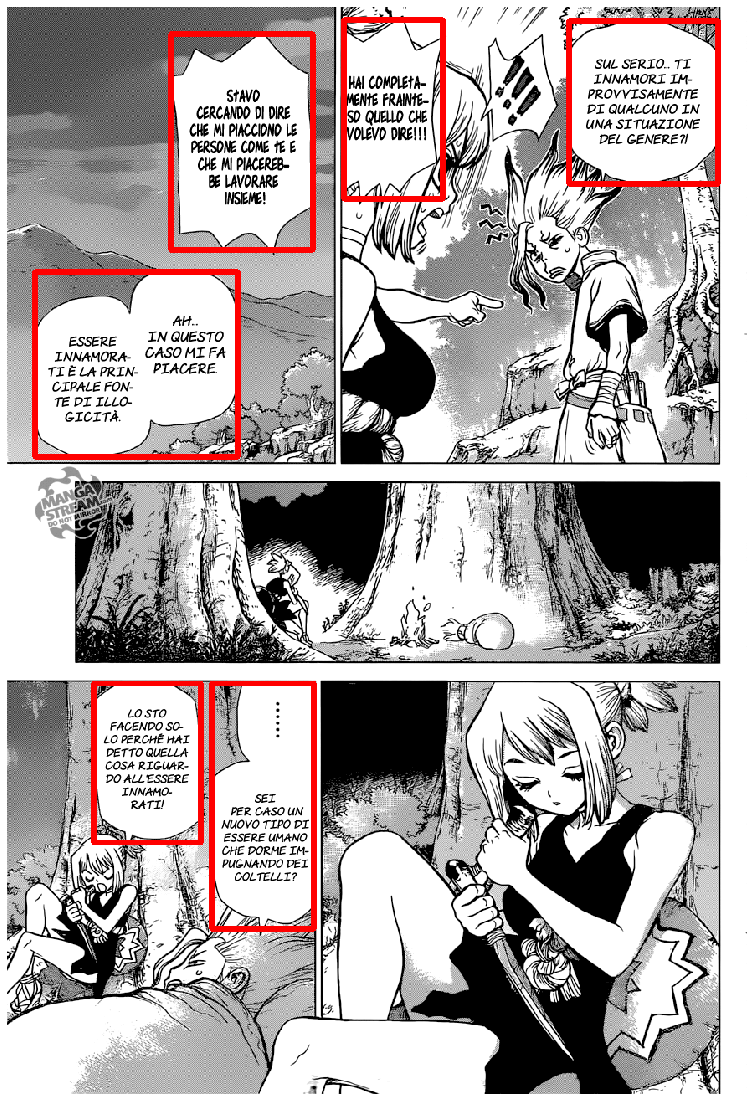 SUL SERIO.. TI
INNAMORI IM-
PROVVISAMENTE
DI QUALCUNO IN
UNA SITUAZIONE
DEL GENERE?!
!!!
HAI COMPLETA-
MENTE FRAINTE-
SO QUELLO CHE
VOLEVO DIRE!!!
STAVO
CERCANDO DI DIRE
CHE MI PIACCIONO LE
PERSONE COME TE E
CHE MI PIACEREB-
BE LAVORARE
INSIEME!
AH..
IN QUESTO
CASO MI FA
PIACERE.
ESSERE
INNAMORA-
TI È LA PRIN-
CIPALE FON-
TE DI ILLO-
GICITÀ.
MANGA
STREAM
......
SEI
PER CASO UN
NUOVO TIPO DI
ESSERE UMANO
CHE DORME IM-
PUGNANDO DEI
COLTELLI?
LO STO
FACENDO SO-
LO PERCHÈ HAI
DETTO QUELLA
COSA RIGUAR-
DO ALL'ESSERE
INNAMO-
RATI!